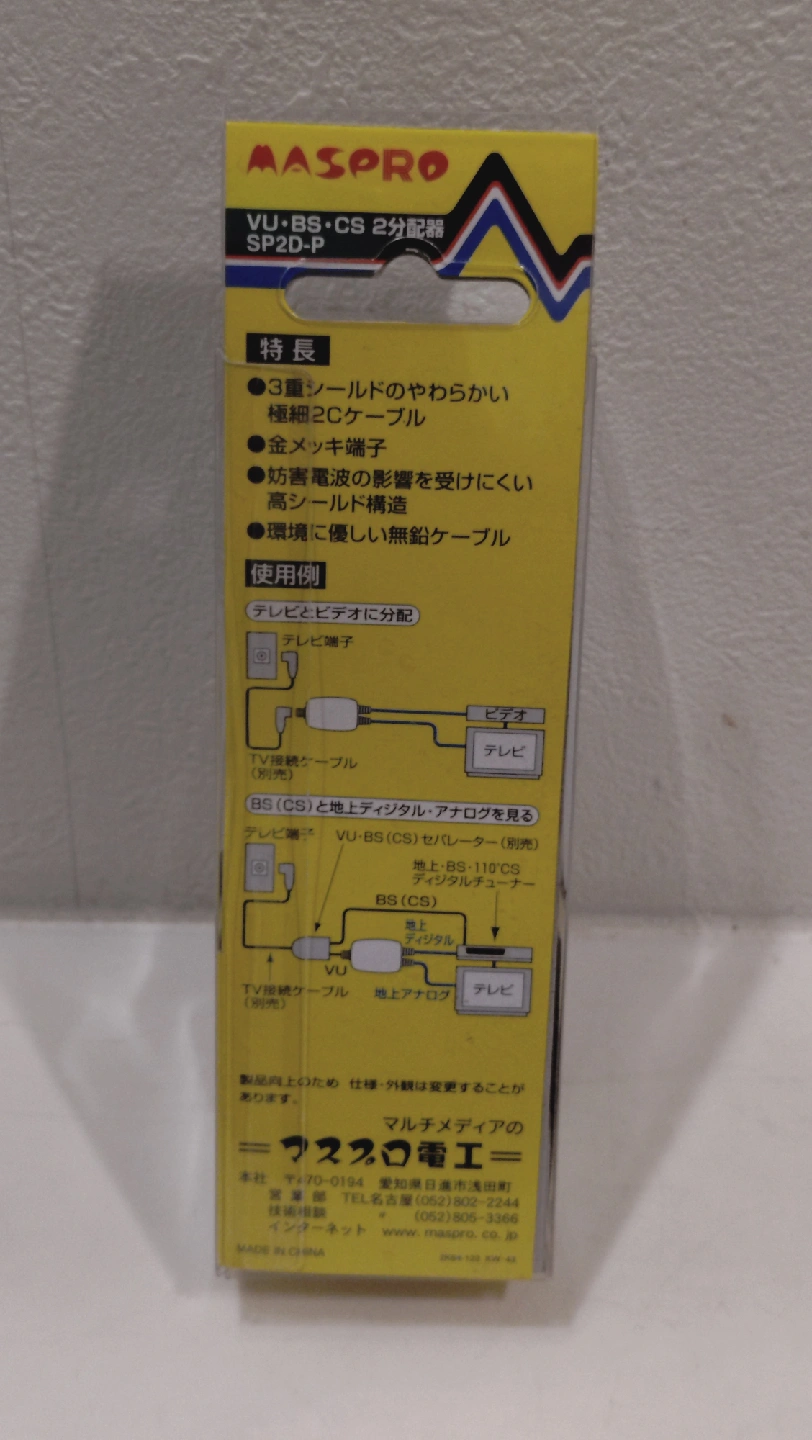 MASPRO
VU・BS・CS 2分配器
SP2D-P
特長
●3重シールドのやわらかい
極細2Cケーブル
●金メッキ端子
●妨害電波の影響を受けにくい
高シールド構造
●環境に優しい無鉛ケーブル
使用例
テレビとビデオに分配
テレビ端子
ビデオ
テレビ
TV接続ケーブル
(別売)
BS(CS)と地上ディジタル・アナログを見る
テレビ端子
VU・BS(CS)セパレーター(別売)
地上・BS・110°CS
ディジタルチューナー
BS(CS)
地上
ディジタル
VU
テレビ
TV接続ケーブル
(別売)
地上アナログ
製品向上のため 仕様・外観は変更することが
あります。
マルチメディアの
マスプロ電工
本社 〒470-0194 愛知県日進市浅田町
営業部 TEL名古屋(052)802-2244
技術相談 〃 (052)805-3366
インターネット www.maspro.co.jp
MADE IN CHINA